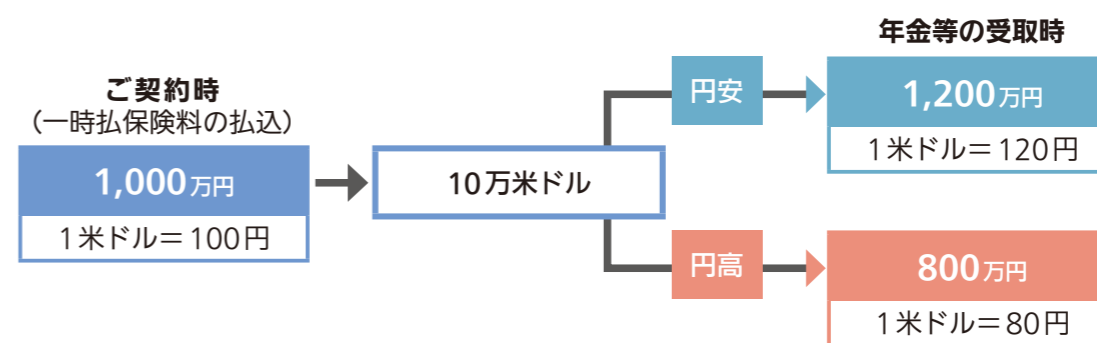 ご契約時
（一時払保険料の払込）
1,000万円
1米ドル＝100円
10万米ドル
円安
年金等の受取時
1,200万円
1米ドル＝120円
円高
800万円
1米ドル＝80円